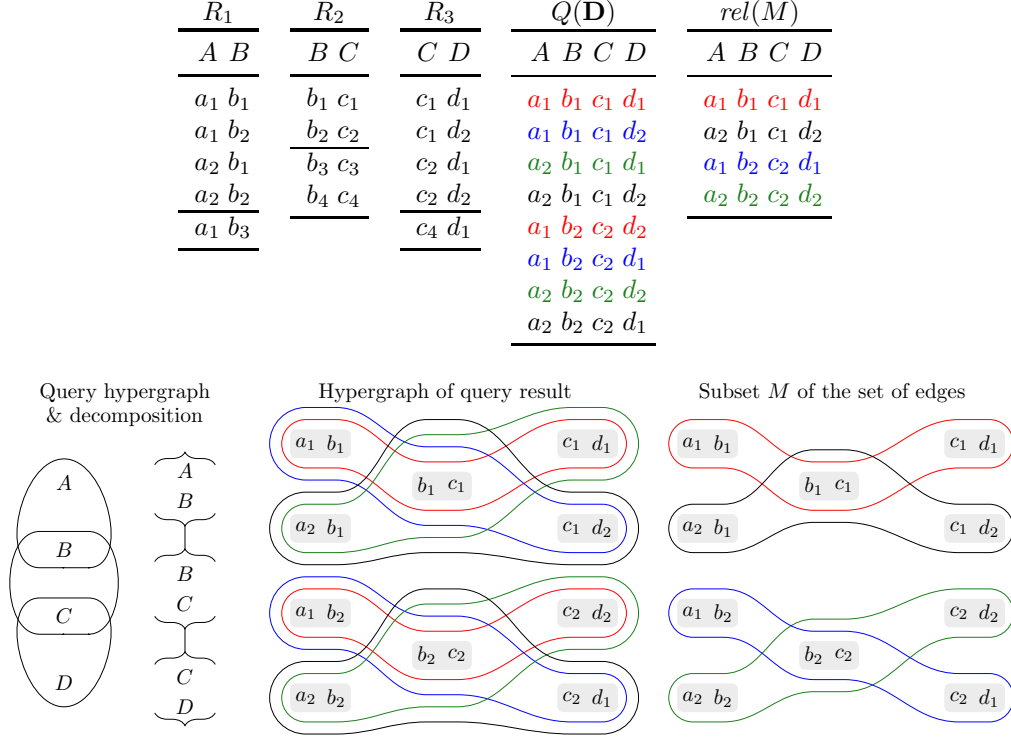 R1 R2 R3 Q(D) rel(M)
A B B C C D A B C D A B C D
a1 b1 b1 c1 c1 d1 a1 b1 c1 d1 a1 b1 c1 d1
a1 b2 b2 c2 c1 d2 a1 b1 c1 d2 a2 b1 c1 d2
a2 b1 b3 c3 c2 d1 a2 b1 c1 d1 a1 b2 c2 d1
a2 b2 b4 c4 c2 d2 a2 b1 c1 d2 a2 b2 c2 d2
a1 b3 c4 d1 a1 b2 c2 d2
a1 b2 c2 d1
a2 b2 c2 d2
a2 b2 c2 d1
Query hypergraph
& decomposition
A
B
C
D
A
B
B
C
C
D
Hypergraph of query result
a1 b1 c1 d1
b1 c1
a2 b1 c1 d2
a1 b2 c2 d2
b2 c2
a2 b2 c2 d1
Subset M of the set of edges
a1 b1 c1 d1
b1 c1
a2 b1 c1 d2
a1 b2 c2 d2
b2 c2
a2 b2 c2 d1